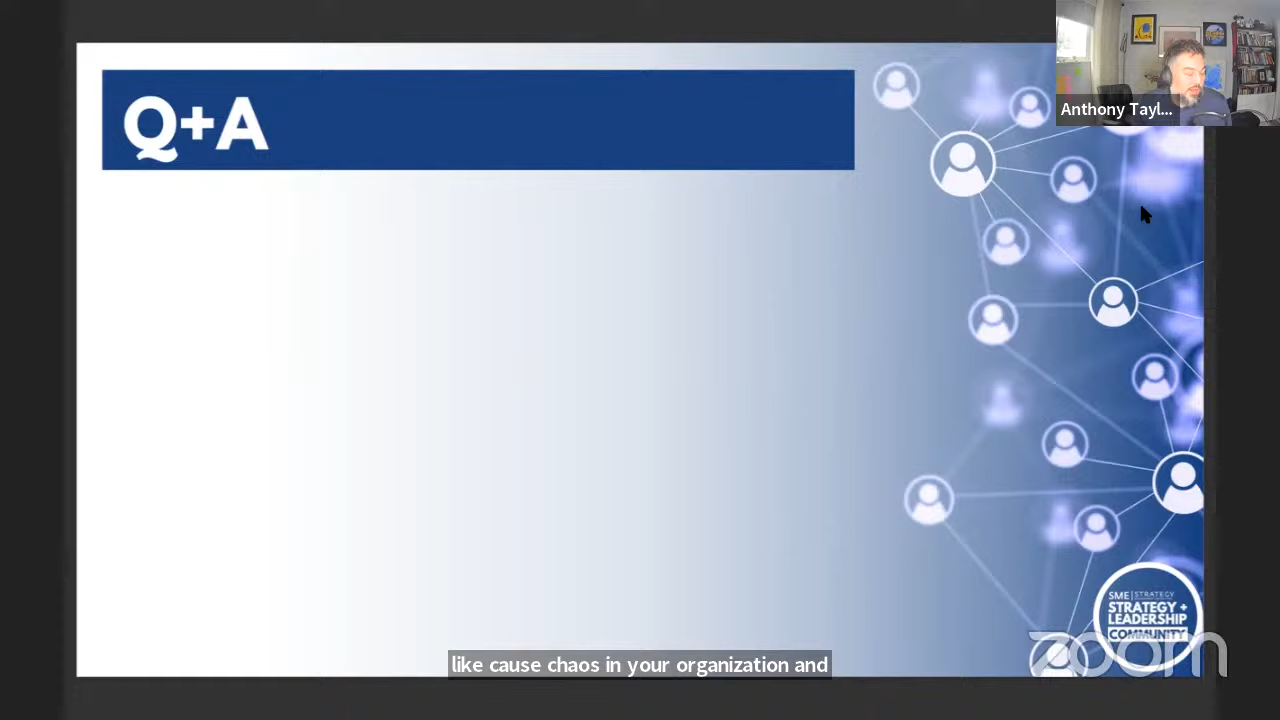 Q+A
Anthony Tayl...
SME | STRATEGY
STRATEGY +
LEADERSHIP
COMMUNITY
like cause chaos in your organization and
zoom